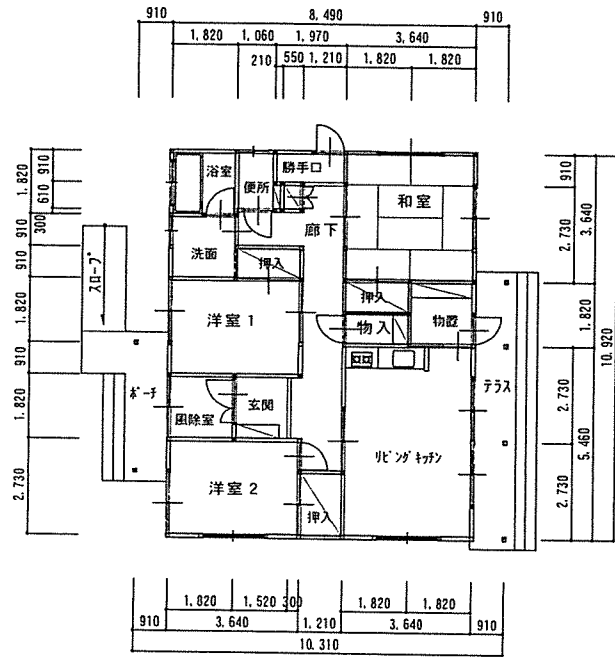 910 8,490 910
1,820 1,060 1,970 3,640
210 550 1,210 1,820 1,820
浴室
便所
勝手口
和室
廊下
洗面
押入
洋室1
押入
物入
物置
玄関
風除室
リビングキッチン
洋室2
押入
スロープ
ポーチ
テラス
1,820
910
610
300
910
910
1,820
910
1,820
2,730
910
2,730
3,640
1,820
2,730
2,730
5,460
10,920
1,820 1,520 300 1,820 1,820
910 3,640 1,210 3,640 910
10,310